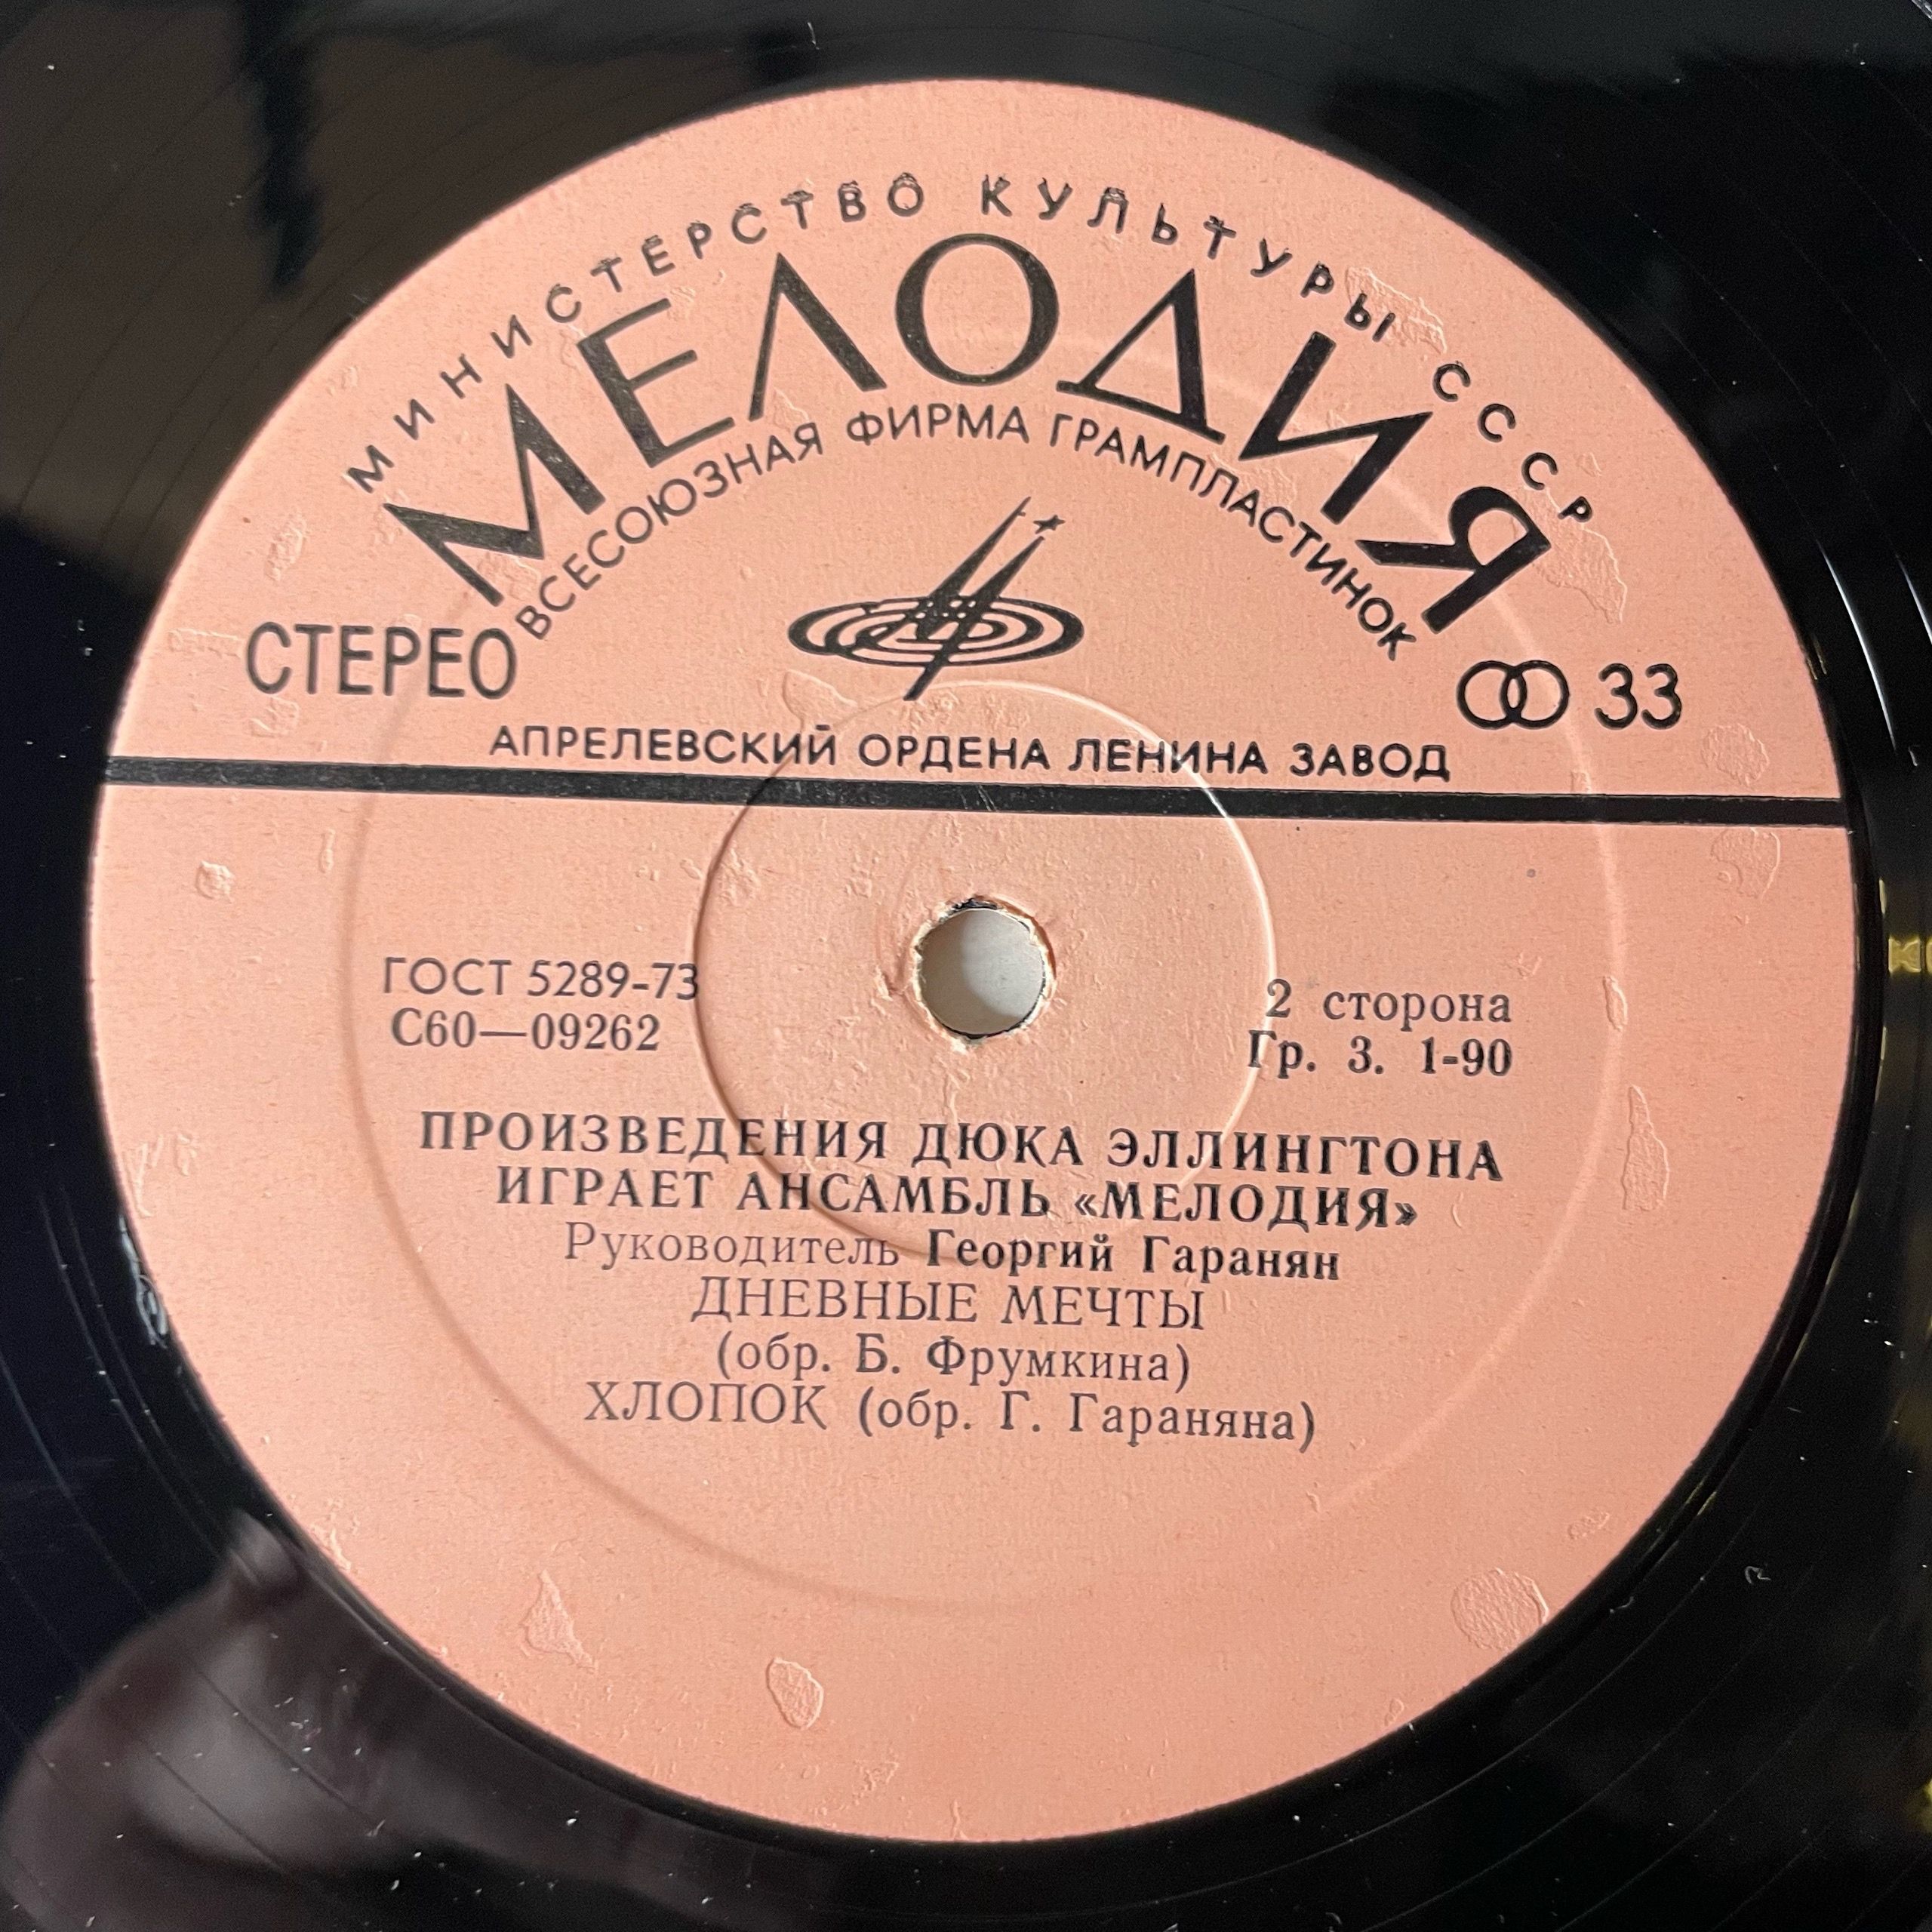 МИНИСТЕРСТВО КУЛЬТУРЫ СССР
МЕЛОДИЯ
ВСЕСОЮЗНАЯ ФИРМА ГРАМПЛАСТИНОК
СТЕРЕО
33
АПРЕЛЕВСКИЙ ОРДЕНА ЛЕНИНА ЗАВОД
ГОСТ 5289-73
С60—09262
2 сторона
Гр. 3. 1-90
ПРОИЗВЕДЕНИЯ ДЮКА ЭЛЛИНГТОНА
ИГРАЕТ АНСАМБЛЬ «МЕЛОДИЯ»
Руководитель Георгий Гаранян
ДНЕВНЫЕ МЕЧТЫ
(обр. Б. Фрумкина)
ХЛОПОК (обр. Г. Гараняна)